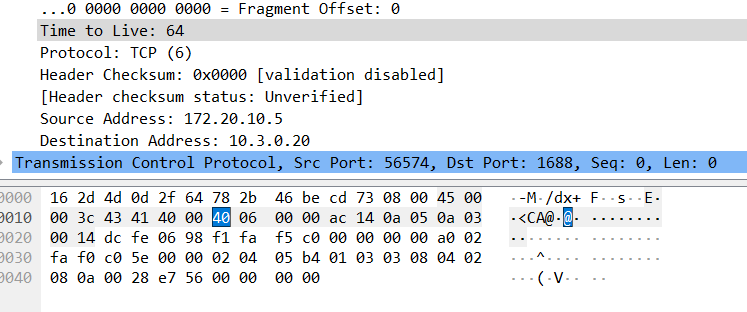 ...0 0000 0000 0000 = Fragment Offset: 0
Time to Live: 64
Protocol: TCP (6)
Header Checksum: 0x0000 [validation disabled]
[Header checksum status: Unverified]
Source Address: 172.20.10.5
Destination Address: 10.3.0.20
Transmission Control Protocol, Src Port: 56574, Dst Port: 1688, Seq: 0, Len: 0
0000 16 2d 4d 0d 2f 64 78 2b 46 be cd 73 08 00 45 00 ·-M·/dx+ F··s··E·
0010 00 3c 43 41 40 00 40 06 00 00 ac 14 0a 05 0a 03 ·<CA@·@· ········
0020 00 14 dc fe 06 98 f1 fa f5 c0 00 00 00 00 a0 02 ········ ········
0030 fa f0 c0 5e 00 00 02 04 05 b4 01 03 03 08 04 02 ···^···· ········
0040 08 0a 00 28 e7 56 00 00 00 00 ···(·V·· ··